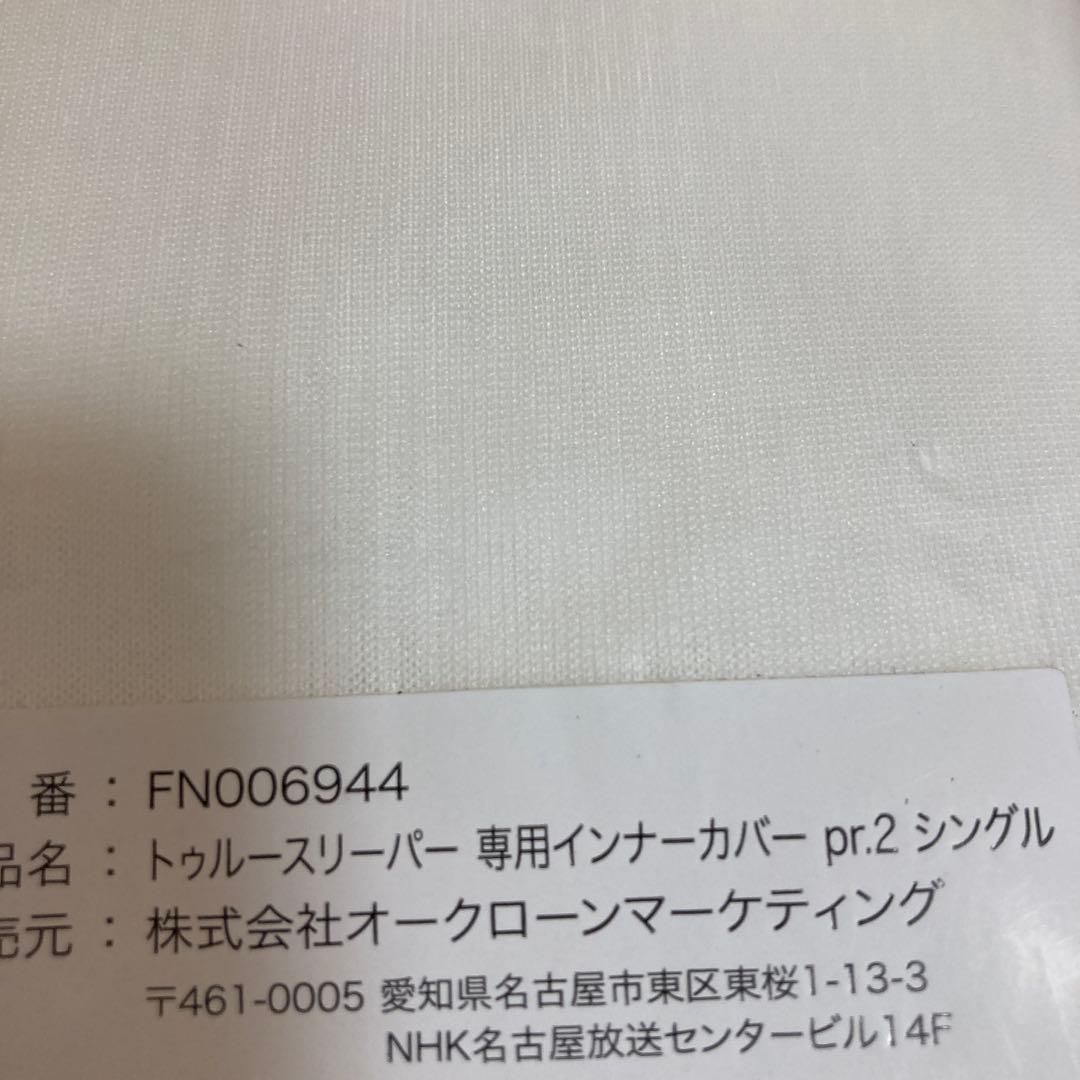 番 : FN006944
品名 : トゥルースリーパー 専用インナーカバー pr.2 シングル
売元 : 株式会社オークローンマーケティング
〒461-0005 愛知県名古屋市東区東桜1-13-3
NHK名古屋放送センタービル14F